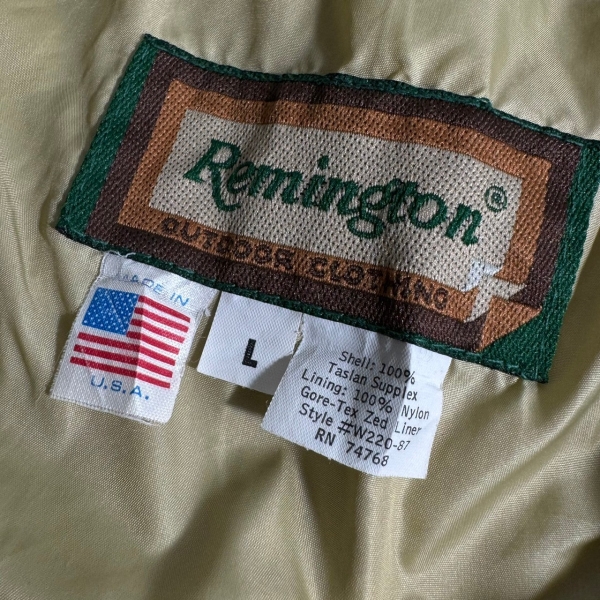 Remington®
OUTDOOR CLOTHING
MADE IN
U.S.A.
L
Shell: 100%
Taslan Supplex
Lining: 100% Nylon
Gore-Tex Zed Liner
Style #W220-87
RN 74768